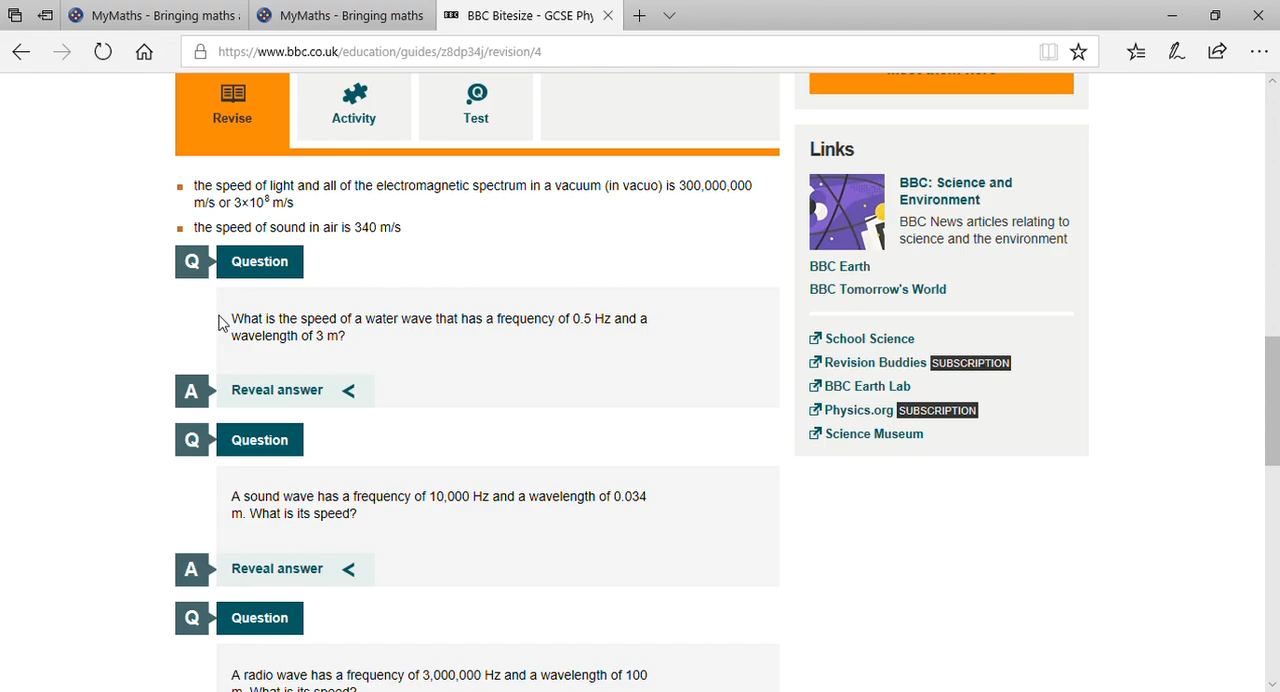 MyMaths - Bringing maths
MyMaths - Bringing maths
BBC Bitesize - GCSE Phy
https://www.bbc.co.uk/education/guides/z8dp34j/revision/4
Revise
Activity
Test
the speed of light and all of the electromagnetic spectrum in a vacuum (in vacuo) is 300,000,000
m/s or 3×10⁸ m/s
the speed of sound in air is 340 m/s
Q Question
What is the speed of a water wave that has a frequency of 0.5 Hz and a
wavelength of 3 m?
A Reveal answer
Q Question
A sound wave has a frequency of 10,000 Hz and a wavelength of 0.034
m. What is its speed?
A Reveal answer
Q Question
A radio wave has a frequency of 3,000,000 Hz and a wavelength of 100
m. What is its speed?
Links
BBC: Science and
Environment
BBC News articles relating to
science and the environment
BBC Earth
BBC Tomorrow's World
School Science
Revision Buddies SUBSCRIPTION
BBC Earth Lab
Physics.org SUBSCRIPTION
Science Museum